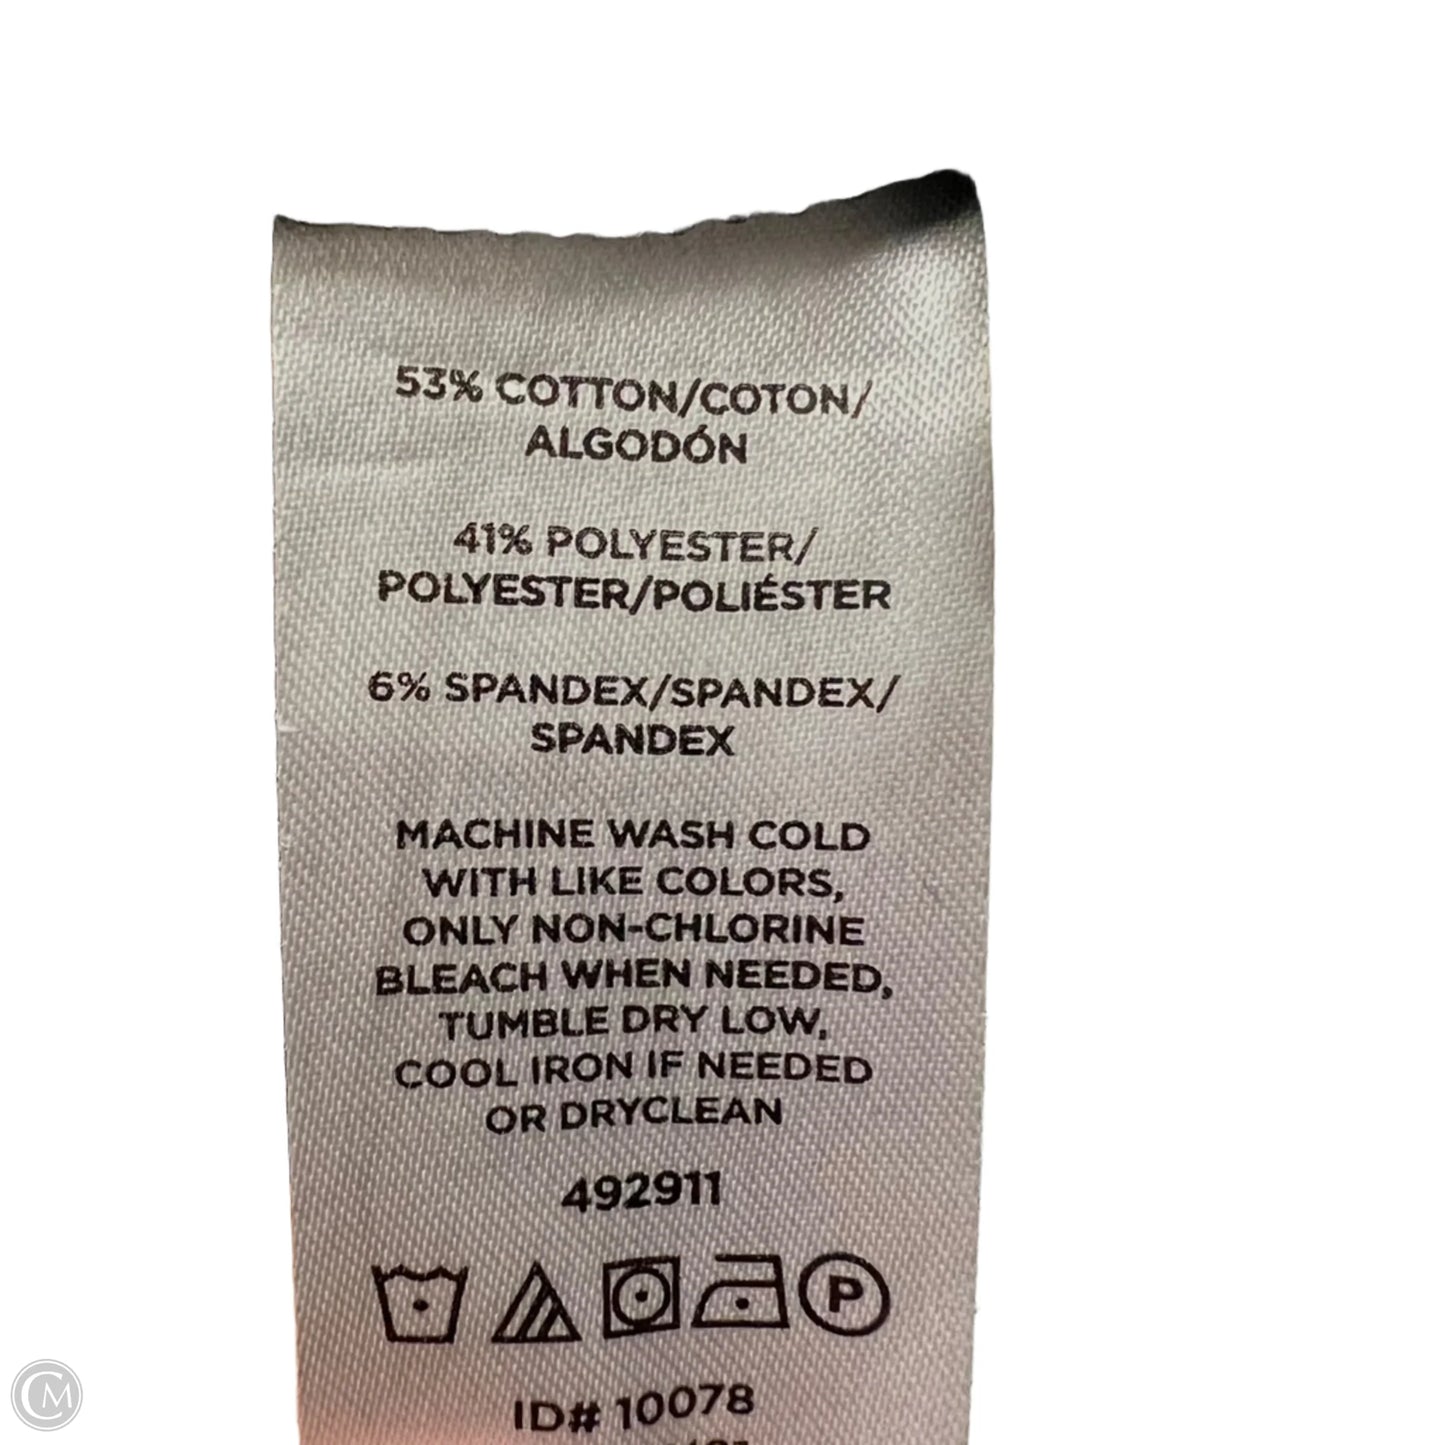 53% COTTON/COTON/
ALGODÓN
41% POLYESTER/
POLYESTER/POLIÉSTER
6% SPANDEX/SPANDEX/
SPANDEX
MACHINE WASH COLD
WITH LIKE COLORS,
ONLY NON-CHLORINE
BLEACH WHEN NEEDED,
TUMBLE DRY LOW,
COOL IRON IF NEEDED
OR DRYCLEAN
492911
P
ID# 10078
CM